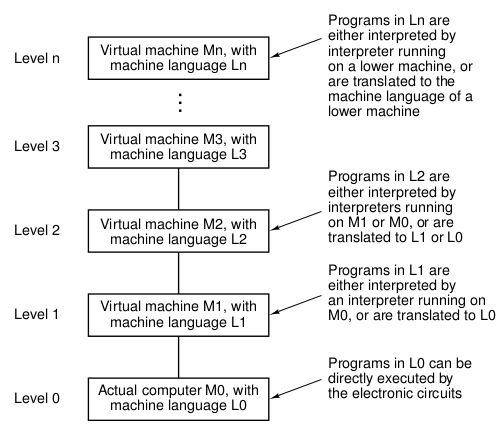 Programs in Ln are
either interpreted by
interpreter running
on a lower machine, or
are translated to the
machine language of a
lower machine
Level n
Virtual machine Mn, with
machine language Ln
Level 3
Virtual machine M3, with
machine language L3
Programs in L2 are
either interpreted by
interpreters running
on M1 or M0, or are
translated to L1 or L0
Level 2
Virtual machine M2, with
machine language L2
Programs in L1 are
either interpreted by
an interpreter running on
M0, or are translated to L0
Level 1
Virtual machine M1, with
machine language L1
Programs in L0 can be
directly executed by
the electronic circuits
Level 0
Actual computer M0, with
machine language L0